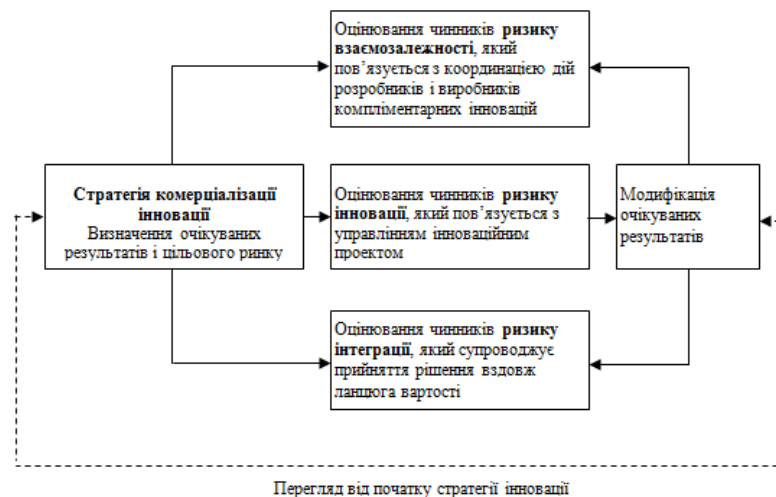 Оцінювання чинників ризику
взаємозалежності, який
пов’язується з координацією дій
розробників і виробників
компліментарних інновацій
Стратегія комерціалізації
інновації
Визначення очікуваних
результатів і цільового ринку
Оцінювання чинників ризику
інновації, який пов’язується з
управлінням інноваційним
проектом
Модифікація
очікуваних
результатів
Оцінювання чинників ризику
інтеграції, який супроводжує
прийняття рішення вздовж
ланцюга вартості
Перегляд від початку стратегії інновації